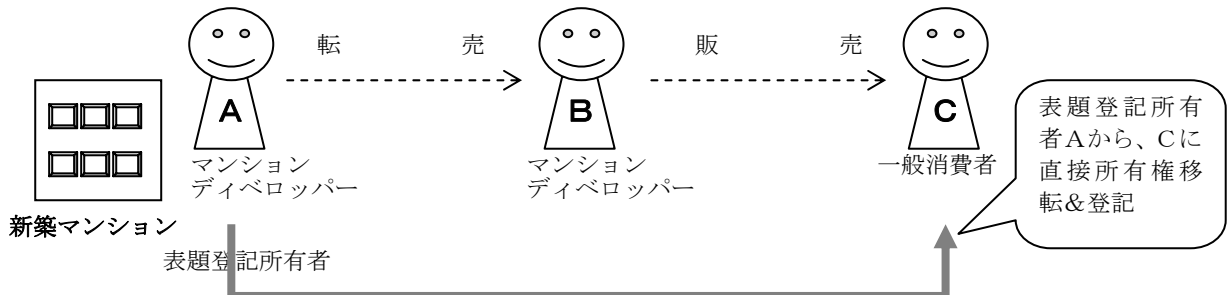 転 売
販 売
A
B
C
マンション
ディベロッパー
マンション
ディベロッパー
一般消費者
表題登記所有
者Aから、Cに
直接所有権移
転&登記
新築マンション
表題登記所有者